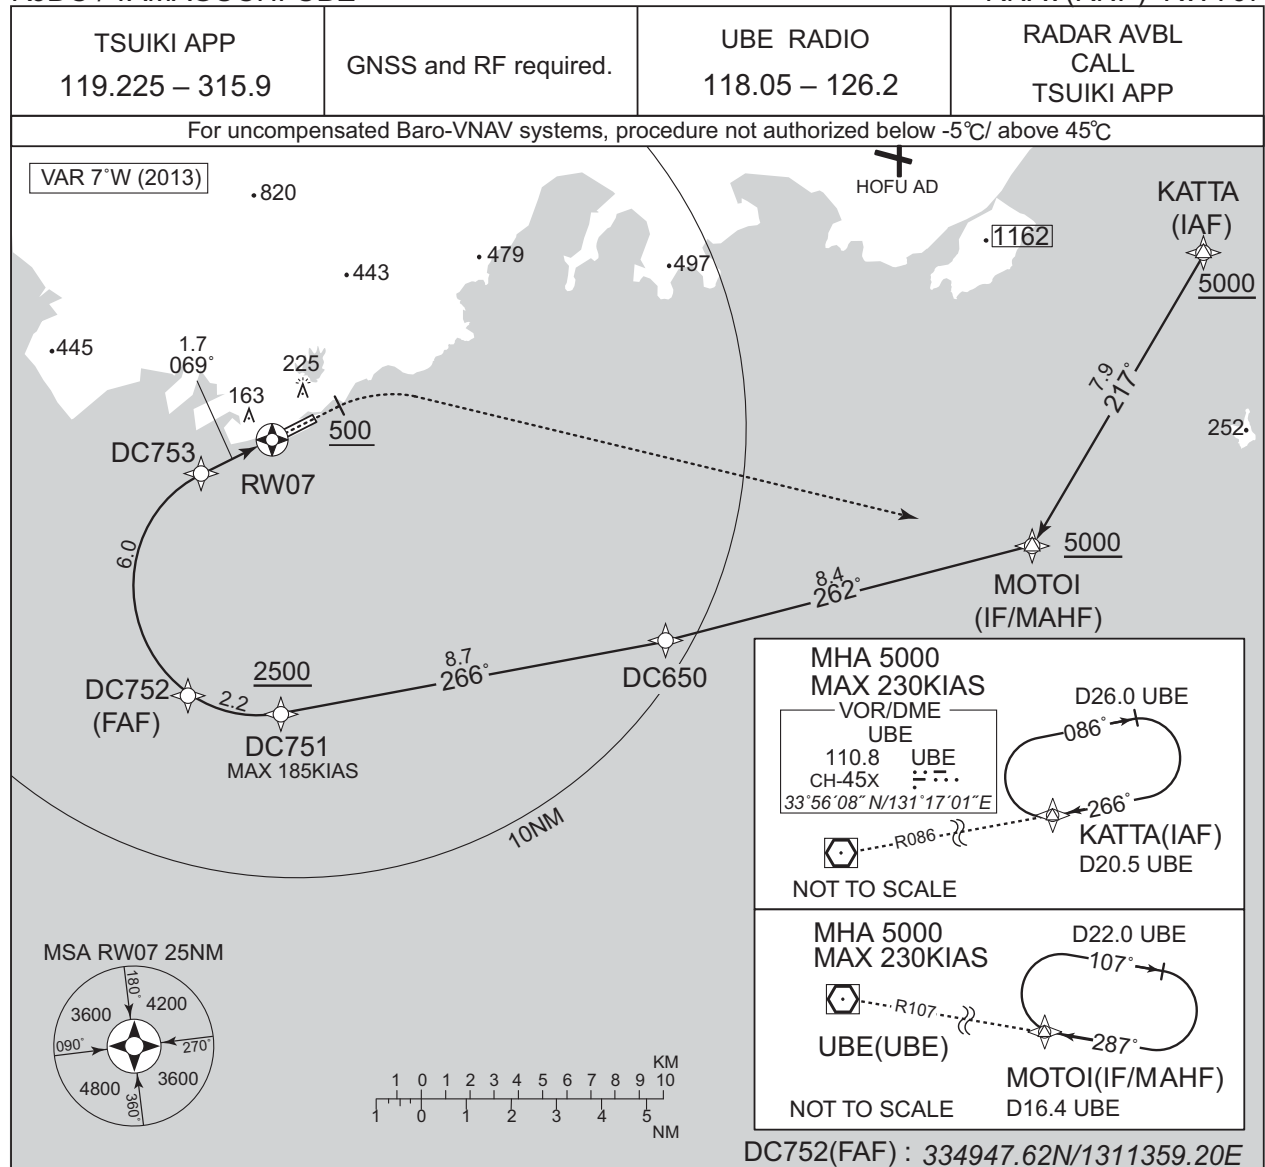 TSUIKI APP
119.225 – 315.9
GNSS and RF required.
UBE RADIO
118.05 – 126.2
RADAR AVBL
CALL
TSUIKI APP
For uncompensated Baro-VNAV systems, procedure not authorized below -5℃/ above 45℃
VAR 7˚W (2013)
820
HOFU AD
KATTA
(IAF)
5000
1162
479
497
443
445
1.7
069˚
225
163
500
DC753
RW07
7.9
217˚
252
6.0
5000
MOTOI
(IF/MAHF)
8.4
262˚
DC650
8.7
266˚
2500
2.2
DC752
(FAF)
DC751
MAX 185KIAS
10NM
MHA 5000
MAX 230KIAS
VOR/DME
UBE
110.8 UBE
CH-45X
33˚56´08˝ N/131˚17´01˝E
D26.0 UBE
086˚
266˚
R086
KATTA(IAF)
D20.5 UBE
NOT TO SCALE
MHA 5000
MAX 230KIAS
D22.0 UBE
107˚
R107
287˚
UBE(UBE)
MOTOI(IF/MAHF)
D16.4 UBE
NOT TO SCALE
MSA RW07 25NM
180˚
3600
4200
090˚
270˚
4800
3600
360˚
KM
1 0 1 2 3 4 5 6 7 8 9 10
1 0 1 2 3 4 5
NM
DC752(FAF) : 334947.62N/1311359.20E